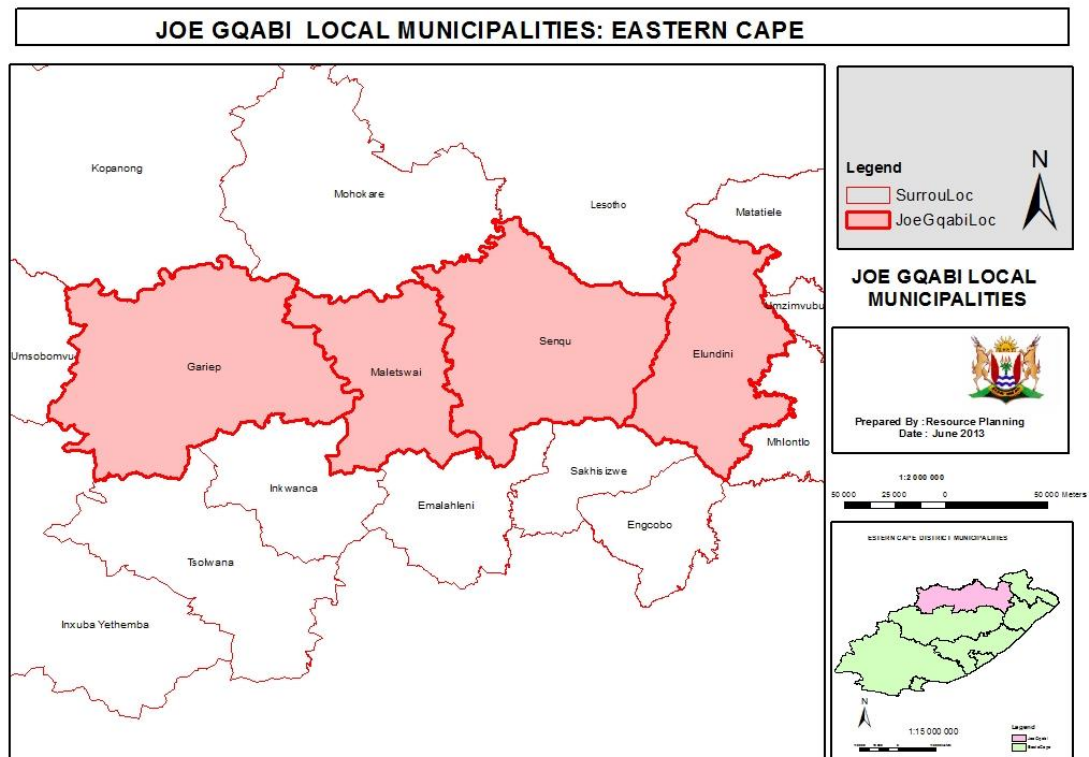 JOE GQABI LOCAL MUNICIPALITIES: EASTERN CAPE
Kopanong
Mohokare
Lesotho
Matatiele
Umzimvubu
Umsobomvu
Gariep
Maletswai
Senqu
Elundini
Mhlontlo
Inkwanca
Emalahleni
Sakhisizwe
Engcobo
Tsolwana
Inxuba Yethemba
Legend
SurrouLoc
JoeGqabiLoc
N
JOE GQABI LOCAL
MUNICIPALITIES
Prepared By :Resource Planning
Date : June 2013
1:2 000 000
50 000 25 000 0 50 000 Meters
ESTERN CAPE DISTRICT MUNICIPALITIES
N
1:15 000 000
Legend
JoeGqabi